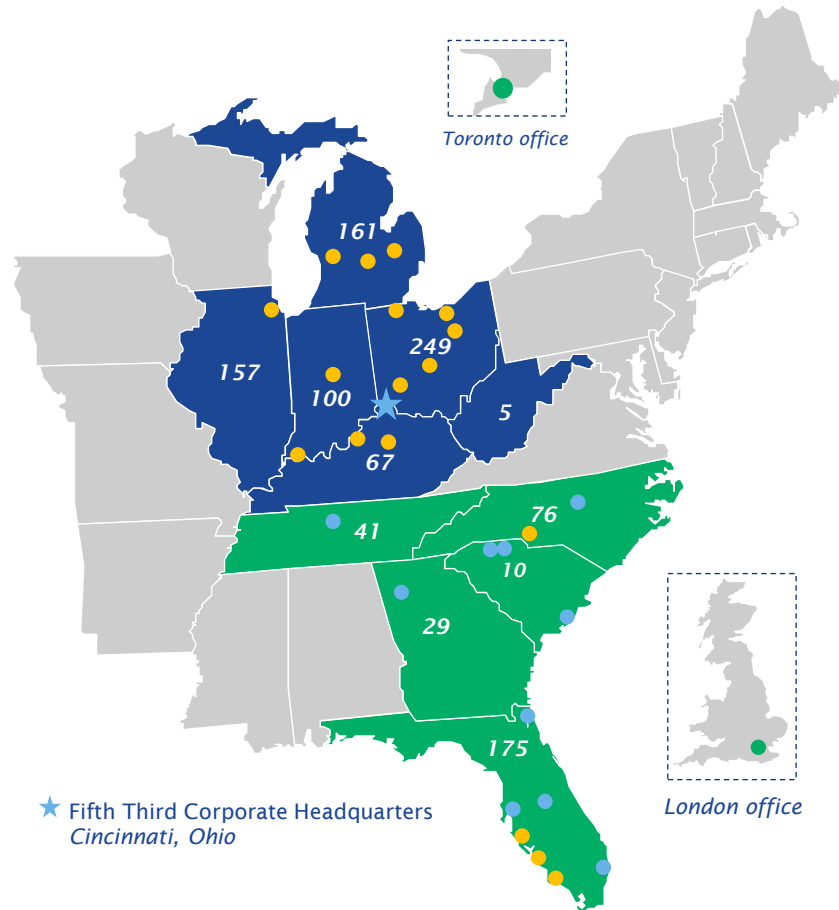 Toronto office
161
249
157
100
5
67
41
76
10
29
175
London office
Fifth Third Corporate Headquarters
Cincinnati, Ohio